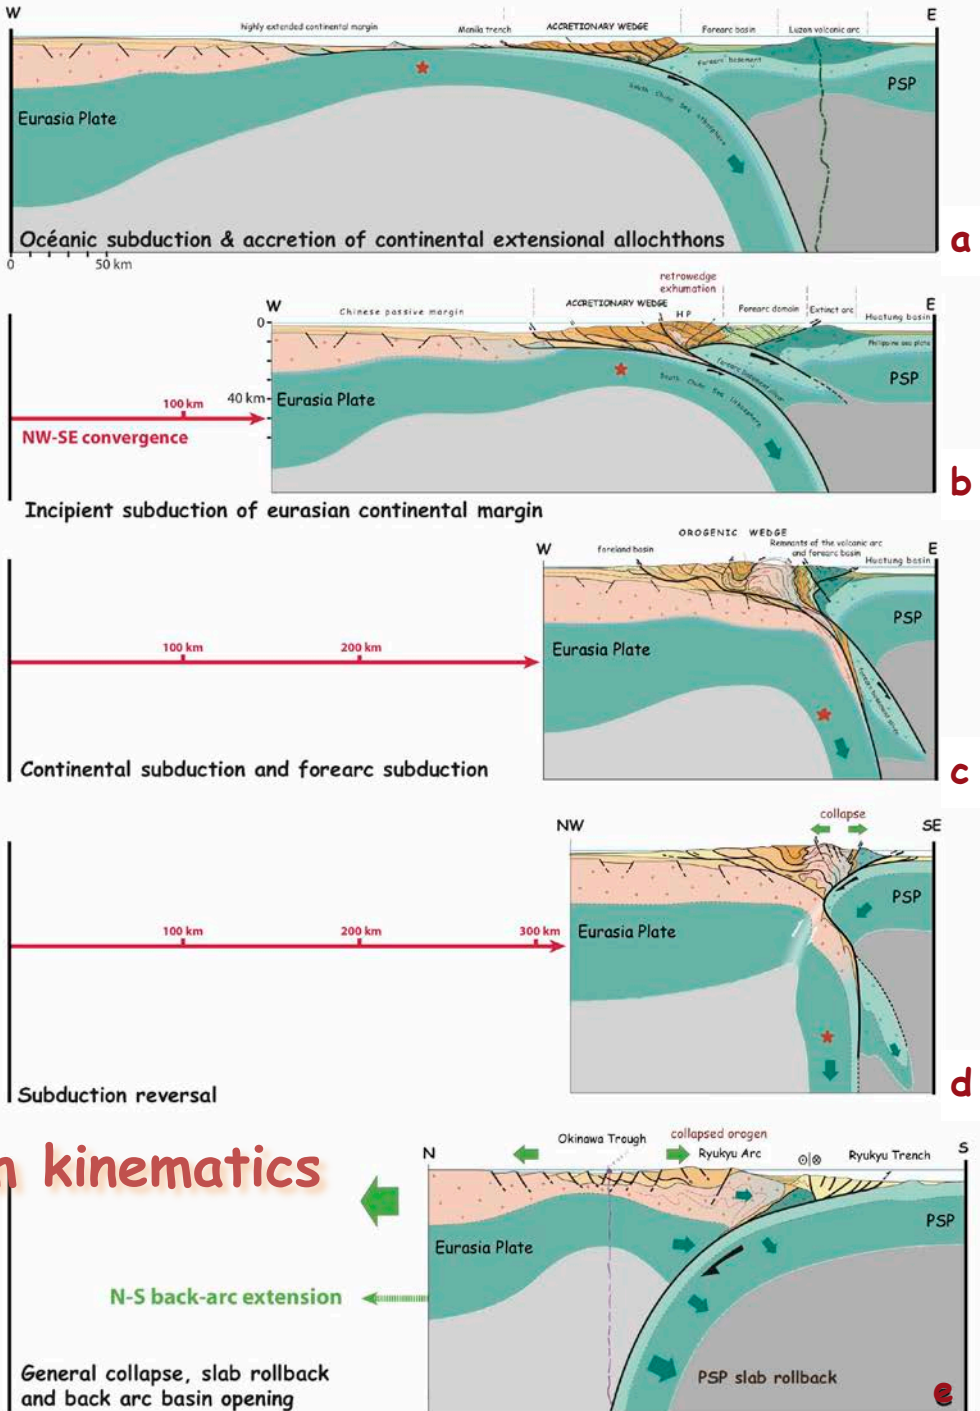 W
E
highly extended continental margin
Manila trench
ACCRETIONARY WEDGE
Forearc basin
Luzon volcanic arc
Forearc basement
PSP
South China Sea lithosphere
Eurasia Plate
Océanic subduction & accretion of continental extensional allochthons
a
0
50 km
retrowedge
exhumation
W
E
Chinese passive margin
ACCRETIONARY WEDGE
H P
Forearc domain
Extinct arc
Huatung basin
0
Philippine sea plate
Forearc basement sliver
PSP
South China Sea lithosphere
40 km
Eurasia Plate
100 km
NW-SE convergence
b
Incipient subduction of eurasian continental margin
OROGENIC WEDGE
W
foreland basin
Remnants of the volcanic arc
and forearc basin
E
Huatung basin
PSP
100 km
200 km
Eurasia Plate
Forearc basement sliver
Continental subduction and forearc subduction
c
collapse
NW
SE
PSP
100 km
200 km
300 km
Eurasia Plate
Subduction reversal
d
n kinematics
N
Okinawa Trough
collapsed orogen
Ryukyu Arc
Ryukyu Trench
S
PSP
Eurasia Plate
N-S back-arc extension
General collapse, slab rollback
and back arc basin opening
PSP slab rollback
e